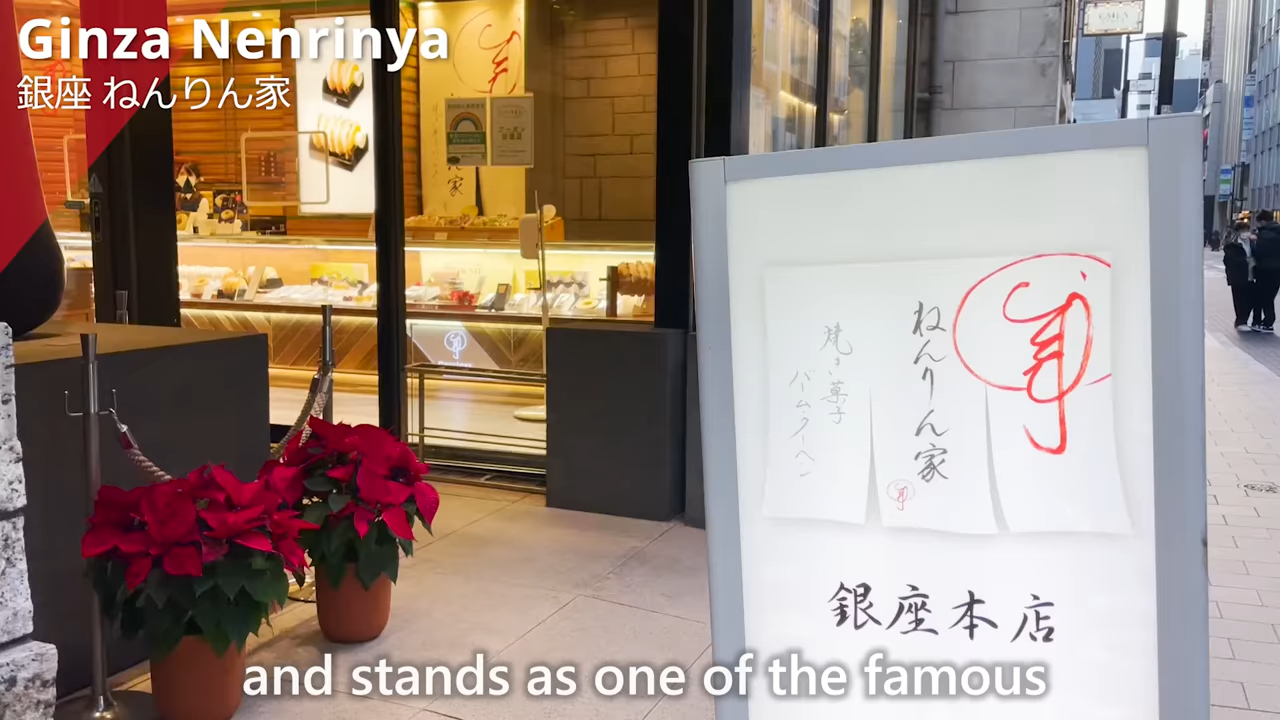 Ginza Nenrinya
銀座 ねんりん家
ねんりん家
焼き菓子
バームクーヘン
銀座本店
and stands as one of the famous